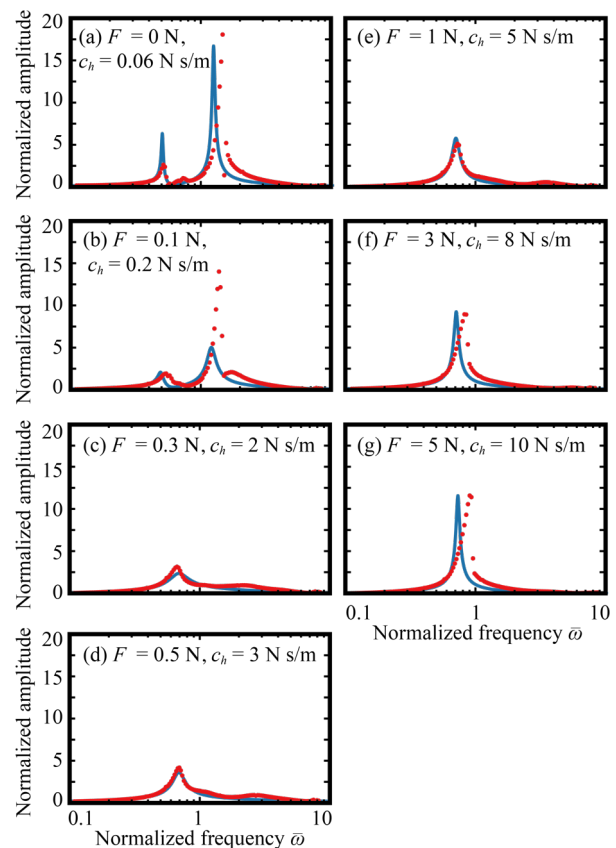 Normalized amplitude
20
15
10
5
0
(a) F = 0 N,
c_h = 0.06 N s/m
(e) F = 1 N, c_h = 5 N s/m
Normalized amplitude
20
15
10
5
0
(b) F = 0.1 N,
c_h = 0.2 N s/m
(f) F = 3 N, c_h = 8 N s/m
Normalized amplitude
20
15
10
5
0
(c) F = 0.3 N, c_h = 2 N s/m
(g) F = 5 N, c_h = 10 N s/m
0.1 1 10
Normalized frequency ω̄
Normalized amplitude
20
15
10
5
0
(d) F = 0.5 N, c_h = 3 N s/m
0.1 1 10
Normalized frequency ω̄